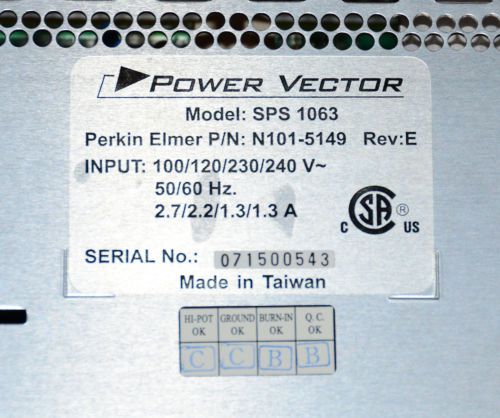 POWER VECTOR
Model: SPS 1063
Perkin Elmer P/N: N101-5149 Rev:E
INPUT: 100/120/230/240 V~
50/60 Hz.
2.7/2.2/1.3/1.3 A
C SA ® US
SERIAL No.: 071500543
Made in Taiwan
HI-POT GROUND BURN-IN Q. C.
OK OK OK OK
C C B B